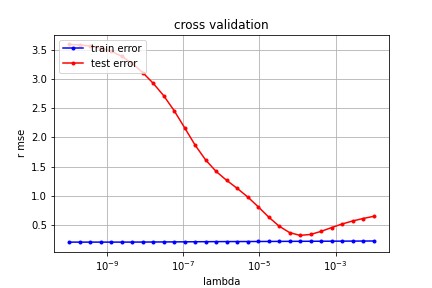 cross validation
train error
test error
3.5
3.0
2.5
2.0
1.5
1.0
0.5
r mse
10⁻⁹
10⁻⁷
10⁻⁵
10⁻³
lambda